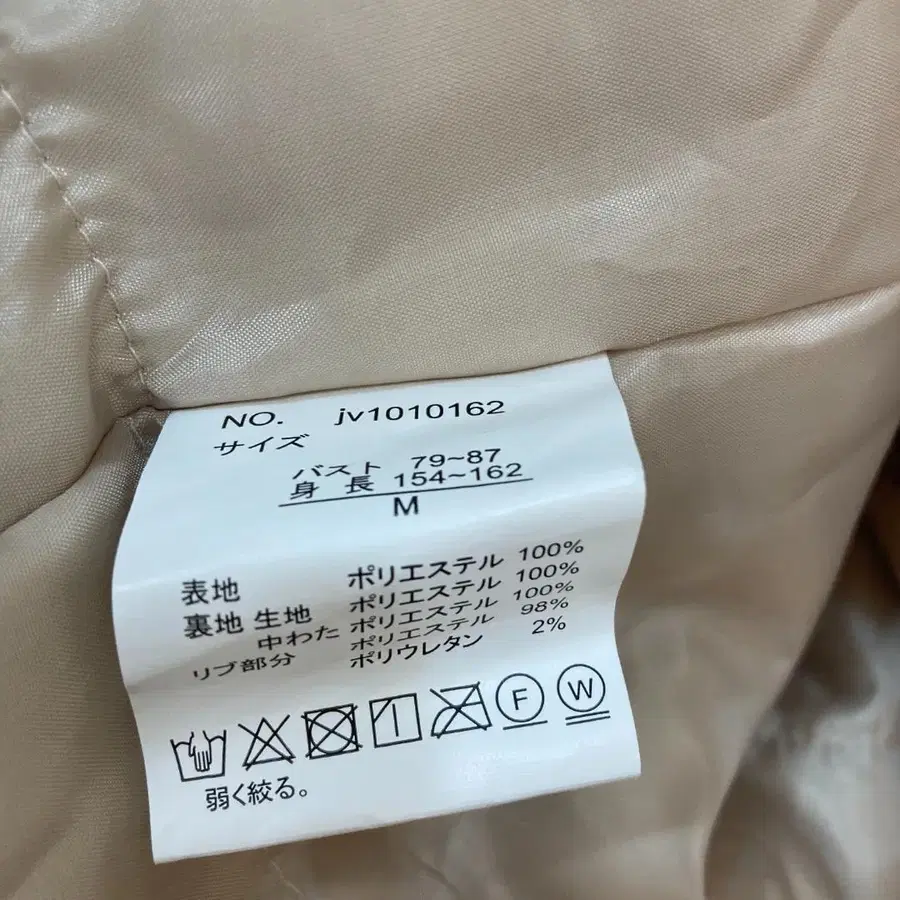 NO. jv1010162
サイズ
バスト 79~87
身 長 154~162
M
表地 ポリエステル 100%
裏地 生地 ポリエステル 100%
中わた ポリエステル 100%
リブ部分 ポリエステル 98%
ポリウレタン 2%
F W
弱く絞る。